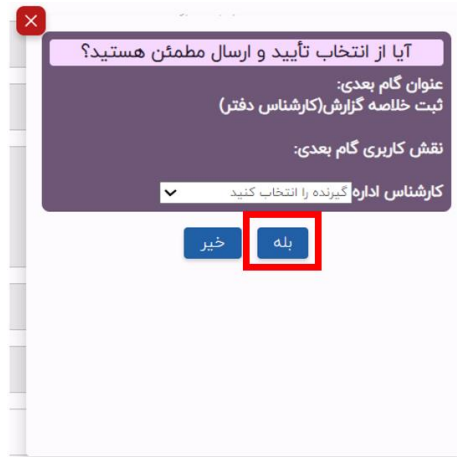 آیا از انتخاب تأیید و ارسال مطمئن هستید؟
عنوان گام بعدی:
ثبت خلاصه گزارش(کارشناس دفتر)
نقش کاربری گام بعدی:
کارشناس اداره گیرنده را انتخاب کنید
بله خیر